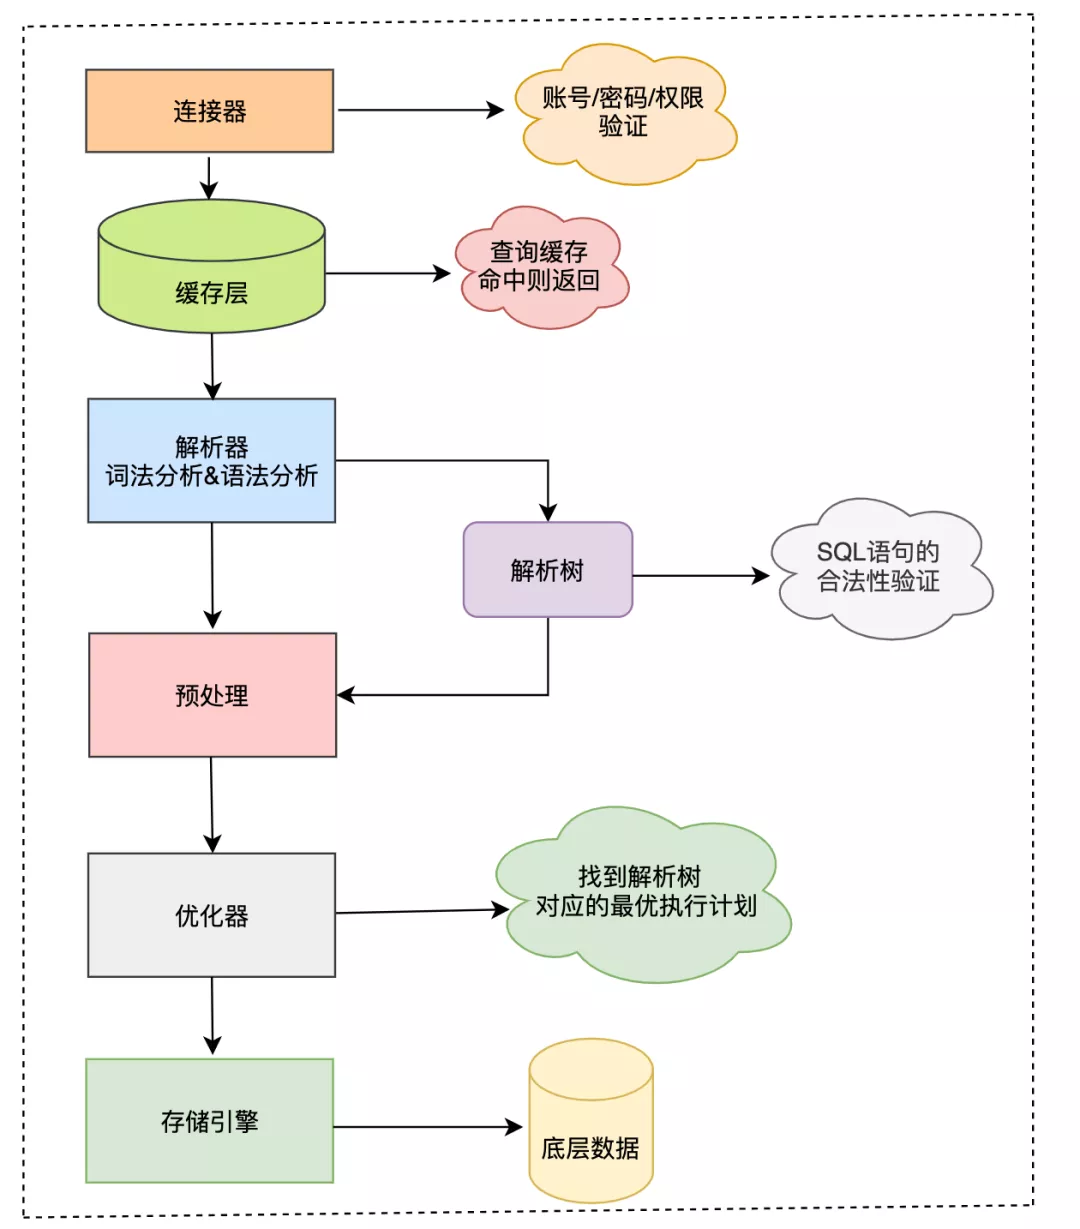 连接器
账号/密码/权限
验证
缓存层
查询缓存
命中则返回
解析器
词法分析&语法分析
解析树
SQL语句的
合法性验证
预处理
优化器
找到解析树
对应的最优执行计划
存储引擎
底层数据